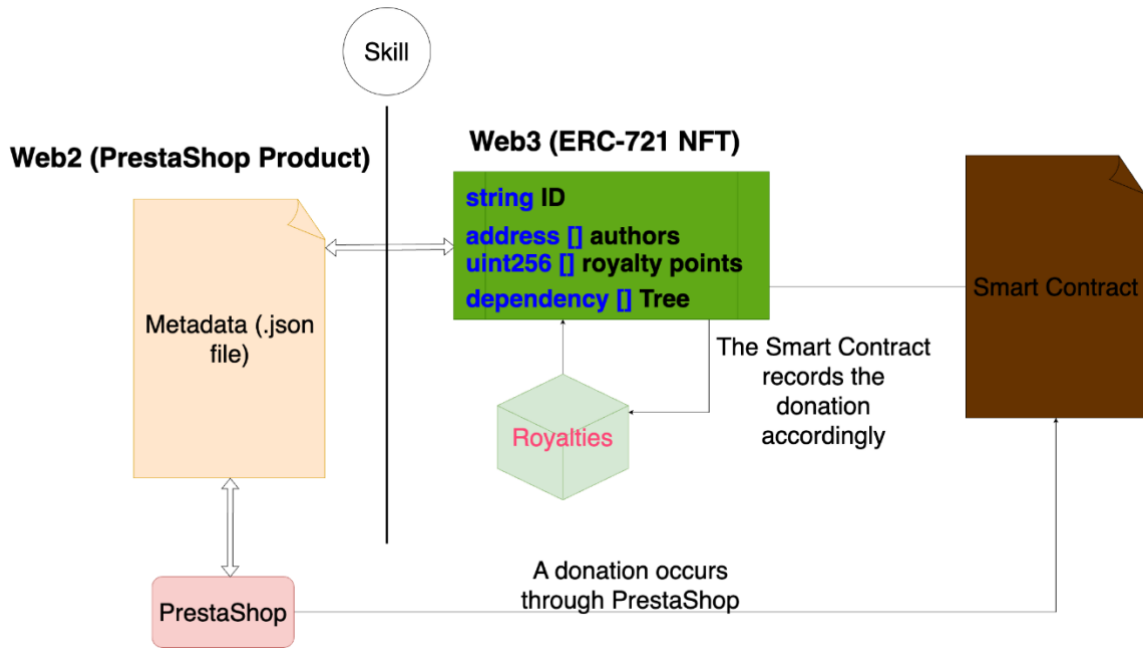 Skill
Web2 (PrestaShop Product)
Web3 (ERC-721 NFT)
string ID
address [] authors
uint256 [] royalty points
dependency [] Tree
Metadata (.json
file)
Smart Contract
The Smart Contract
records the
donation
accordingly
Royalties
A donation occurs
through PrestaShop
PrestaShop